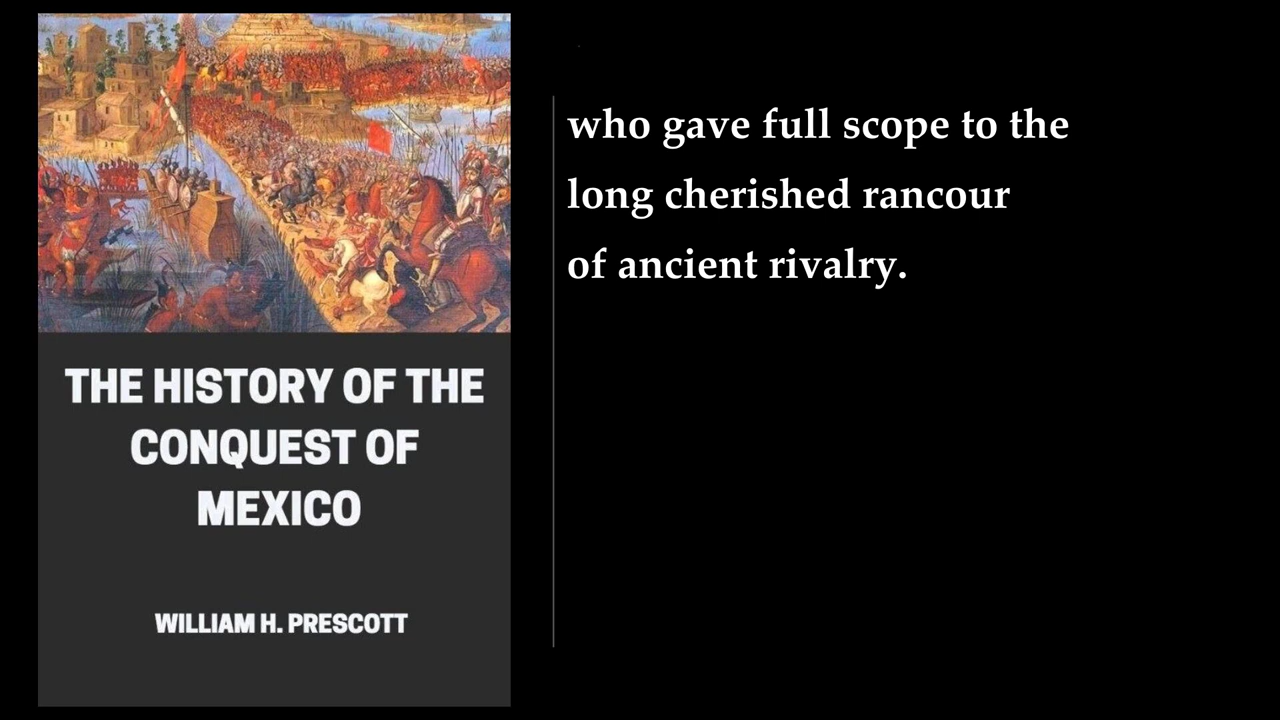 THE HISTORY OF THE
CONQUEST OF
MEXICO
WILLIAM H. PRESCOTT
who gave full scope to the
long cherished rancour
of ancient rivalry.